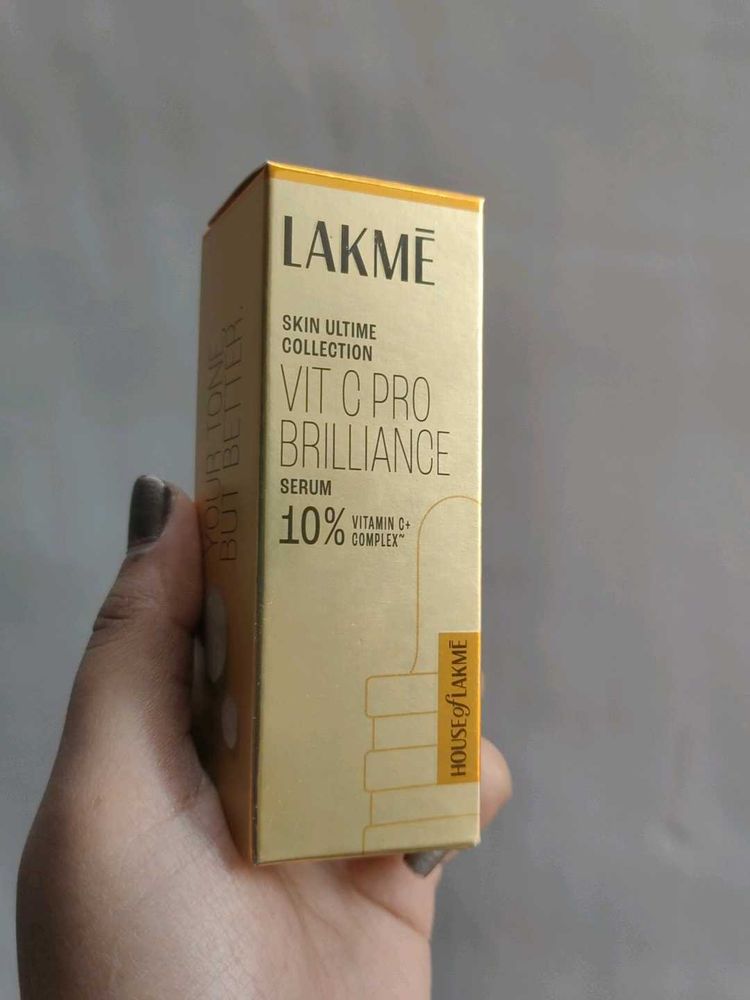 LAKMĒ
SKIN ULTIME
COLLECTION
VIT C PRO
BRILLIANCE
SERUM
10% VITAMIN C+
COMPLEX~
HOUSE of LAKMĒ
YOUR TONE,
BUT BETTER.